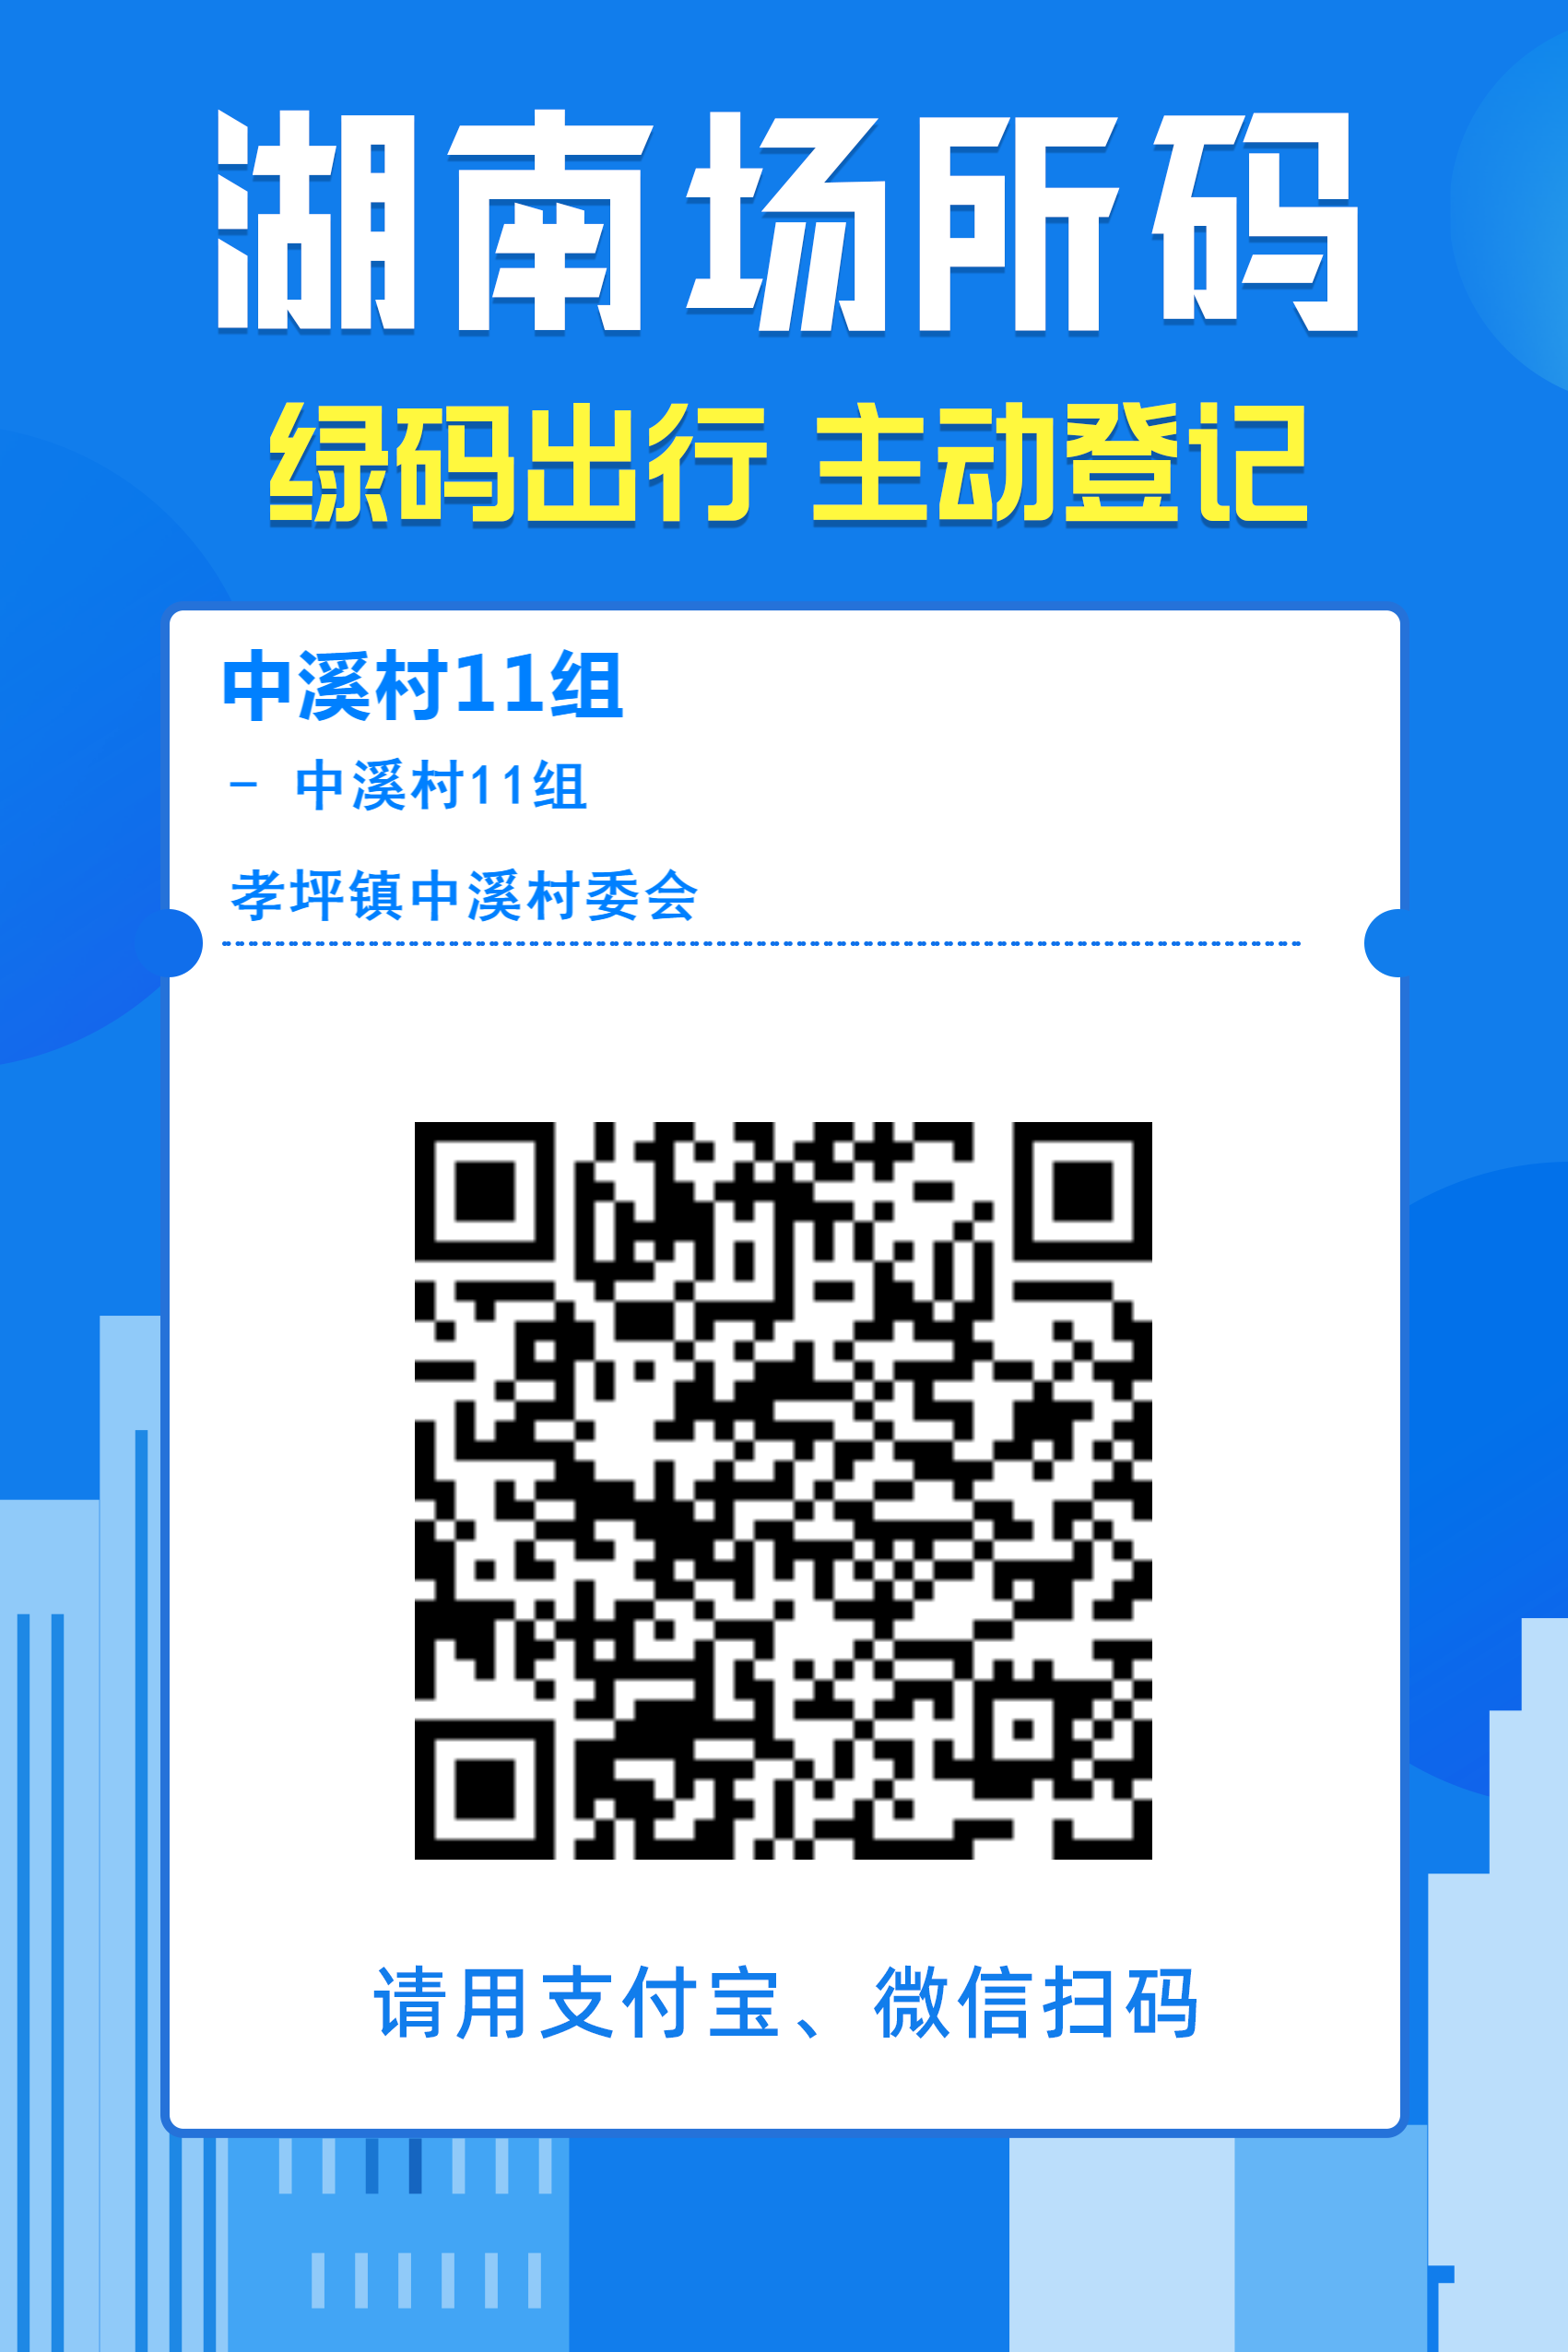 湖南场所码
绿码出行 主动登记
中溪村11组
- 中溪村11组
孝坪镇中溪村委会
请用支付宝、微信扫码